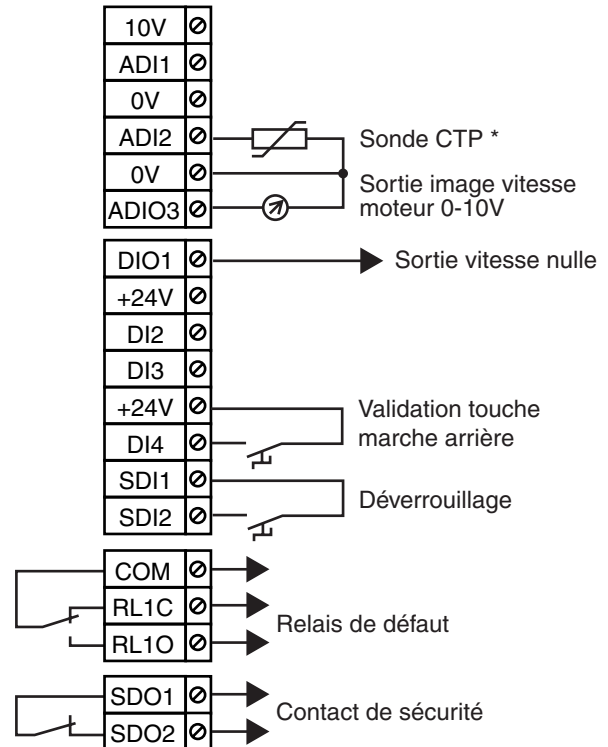 10V
ADI1
0V
ADI2
Sonde CTP *
0V
Sortie image vitesse
moteur 0-10V
ADIO3
DIO1
Sortie vitesse nulle
+24V
DI2
DI3
+24V
Validation touche
marche arrière
DI4
SDI1
Déverrouillage
SDI2
COM
RL1C
Relais de défaut
RL1O
SDO1
Contact de sécurité
SDO2